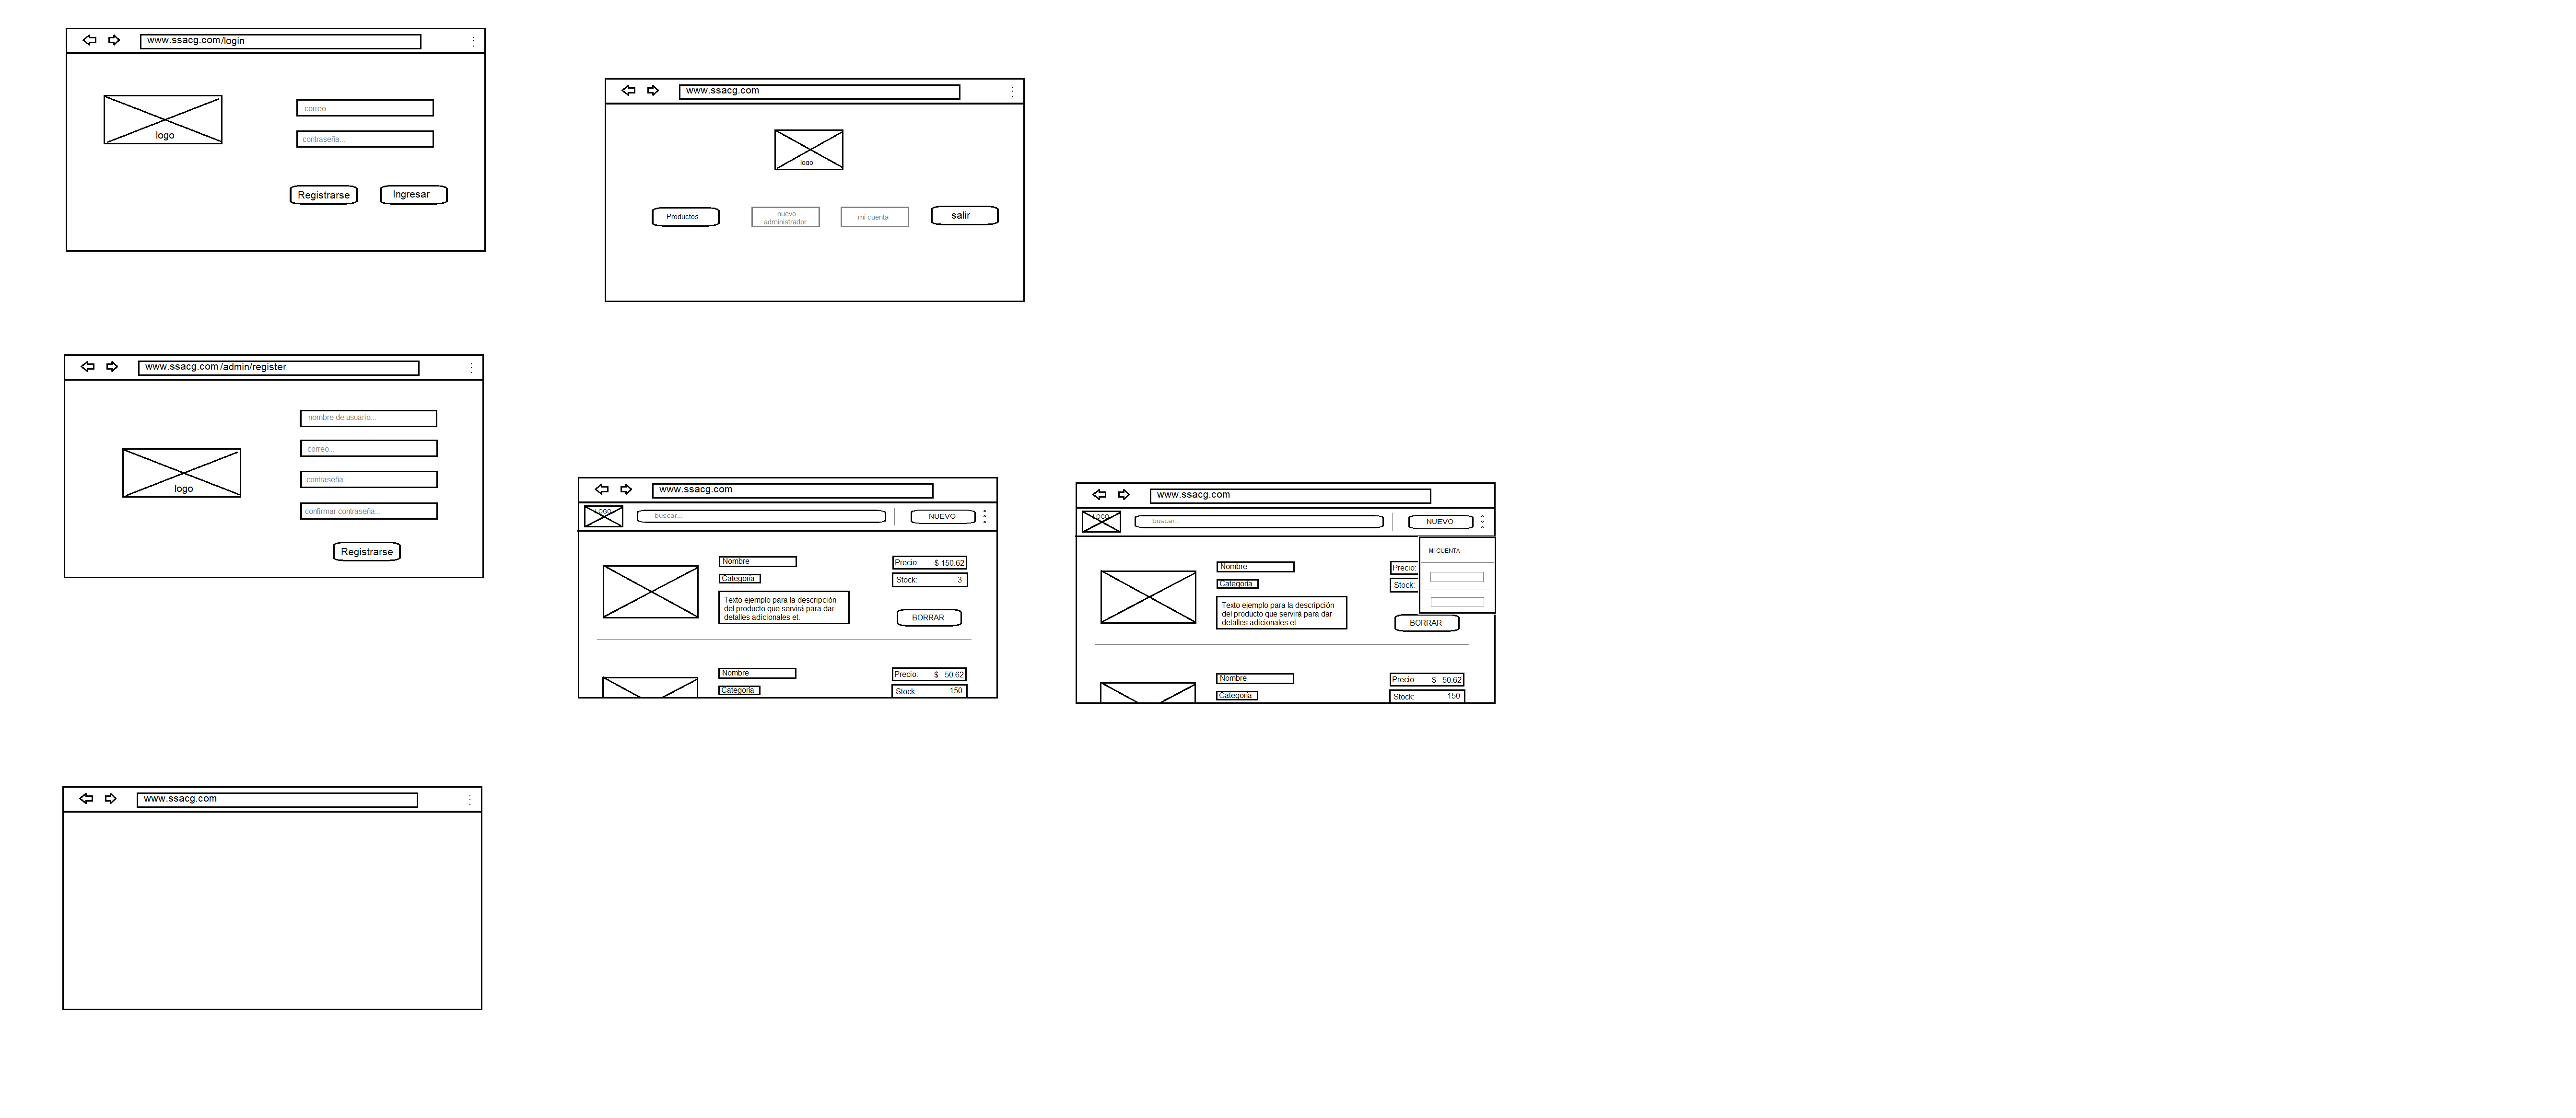 www.ssacg.com/login
logo
correo...
contraseña...
Registrarse
Ingresar
www.ssacg.com
logo
Productos
nuevo
administrador
mi cuenta
salir
www.ssacg.com/admin/register
logo
nombre de usuario...
correo...
contraseña...
confirmar contraseña...
Registrarse
www.ssacg.com
LOGO
buscar...
NUEVO
Nombre
Categoría
Texto ejemplo para la descripción
del producto que servirá para dar
detalles adicionales et.
Precio: $ 150.62
Stock: 3
BORRAR
Nombre
Categoría
Precio: $ 50.62
Stock: 150
www.ssacg.com
LOGO
buscar...
NUEVO
MI CUENTA
Nombre
Categoría
Texto ejemplo para la descripción
del producto que servirá para dar
detalles adicionales et.
Precio:
Stock:
BORRAR
Nombre
Categoría
Precio: $ 50.62
Stock: 150
www.ssacg.com